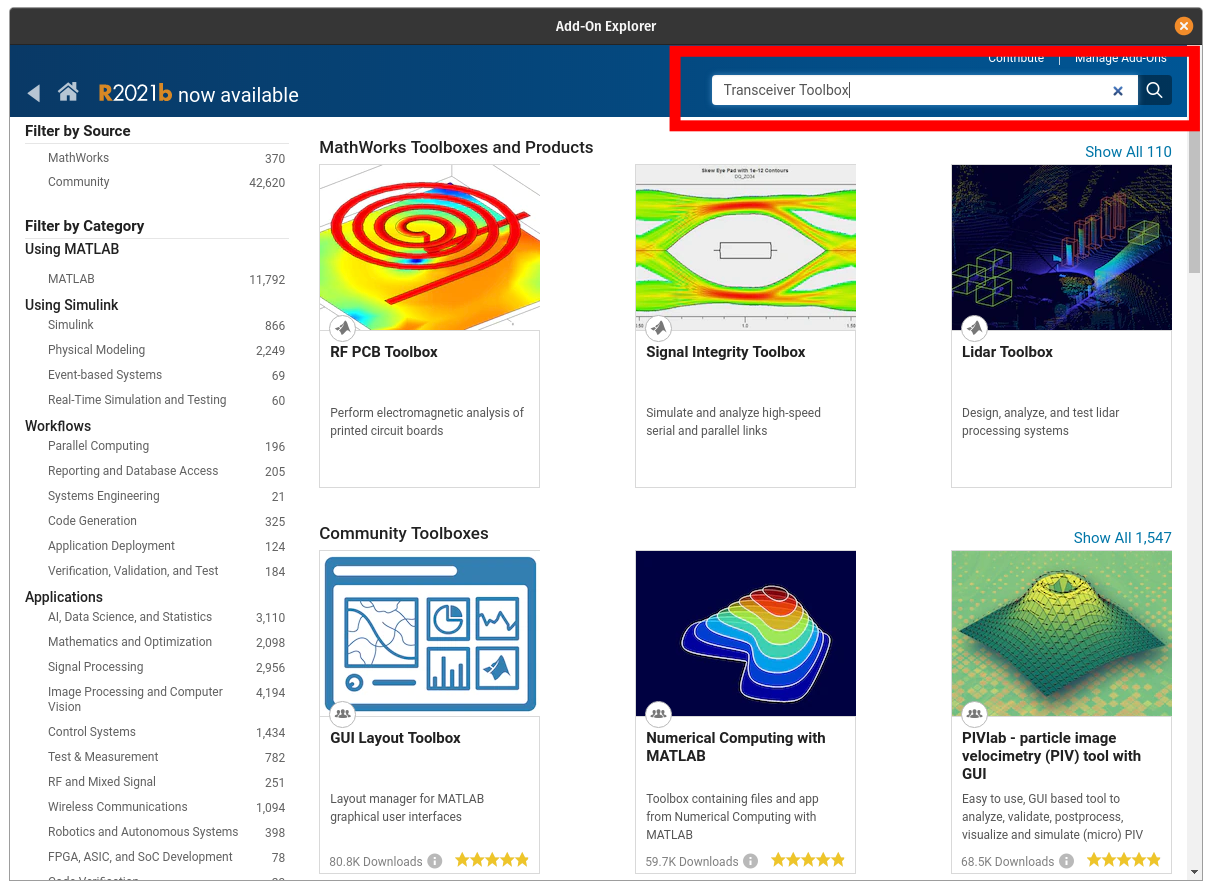 Add-On Explorer
Contribute | Manage Add-Ons
R2021b now available
Transceiver Toolbox
Filter by Source
MathWorks 370
Community 42,620
Filter by Category
Using MATLAB
MATLAB 11,792
Using Simulink
Simulink 866
Physical Modeling 2,249
Event-based Systems 69
Real-Time Simulation and Testing 60
Workflows
Parallel Computing 196
Reporting and Database Access 205
Systems Engineering 21
Code Generation 325
Application Deployment 124
Verification, Validation, and Test 184
Applications
AI, Data Science, and Statistics 3,110
Mathematics and Optimization 2,098
Signal Processing 2,956
Image Processing and Computer 4,194
Vision
Control Systems 1,434
Test & Measurement 782
RF and Mixed Signal 251
Wireless Communications 1,094
Robotics and Autonomous Systems 398
FPGA, ASIC, and SoC Development 78
Code Verification
MathWorks Toolboxes and Products
Show All 110
RF PCB Toolbox
Perform electromagnetic analysis of
printed circuit boards
Skew Eye Pad with 1e-12 Contours
1.0
1.50
Signal Integrity Toolbox
Simulate and analyze high-speed
serial and parallel links
Lidar Toolbox
Design, analyze, and test lidar
processing systems
Community Toolboxes
Show All 1,547
GUI Layout Toolbox
Layout manager for MATLAB
graphical user interfaces
80.8K Downloads
Numerical Computing with
MATLAB
Toolbox containing files and app
from Numerical Computing with
MATLAB
59.7K Downloads
PIVlab - particle image
velocimetry (PIV) tool with
GUI
Easy to use, GUI based tool to
analyze, validate, postprocess,
visualize and simulate (micro) PIV
68.5K Downloads